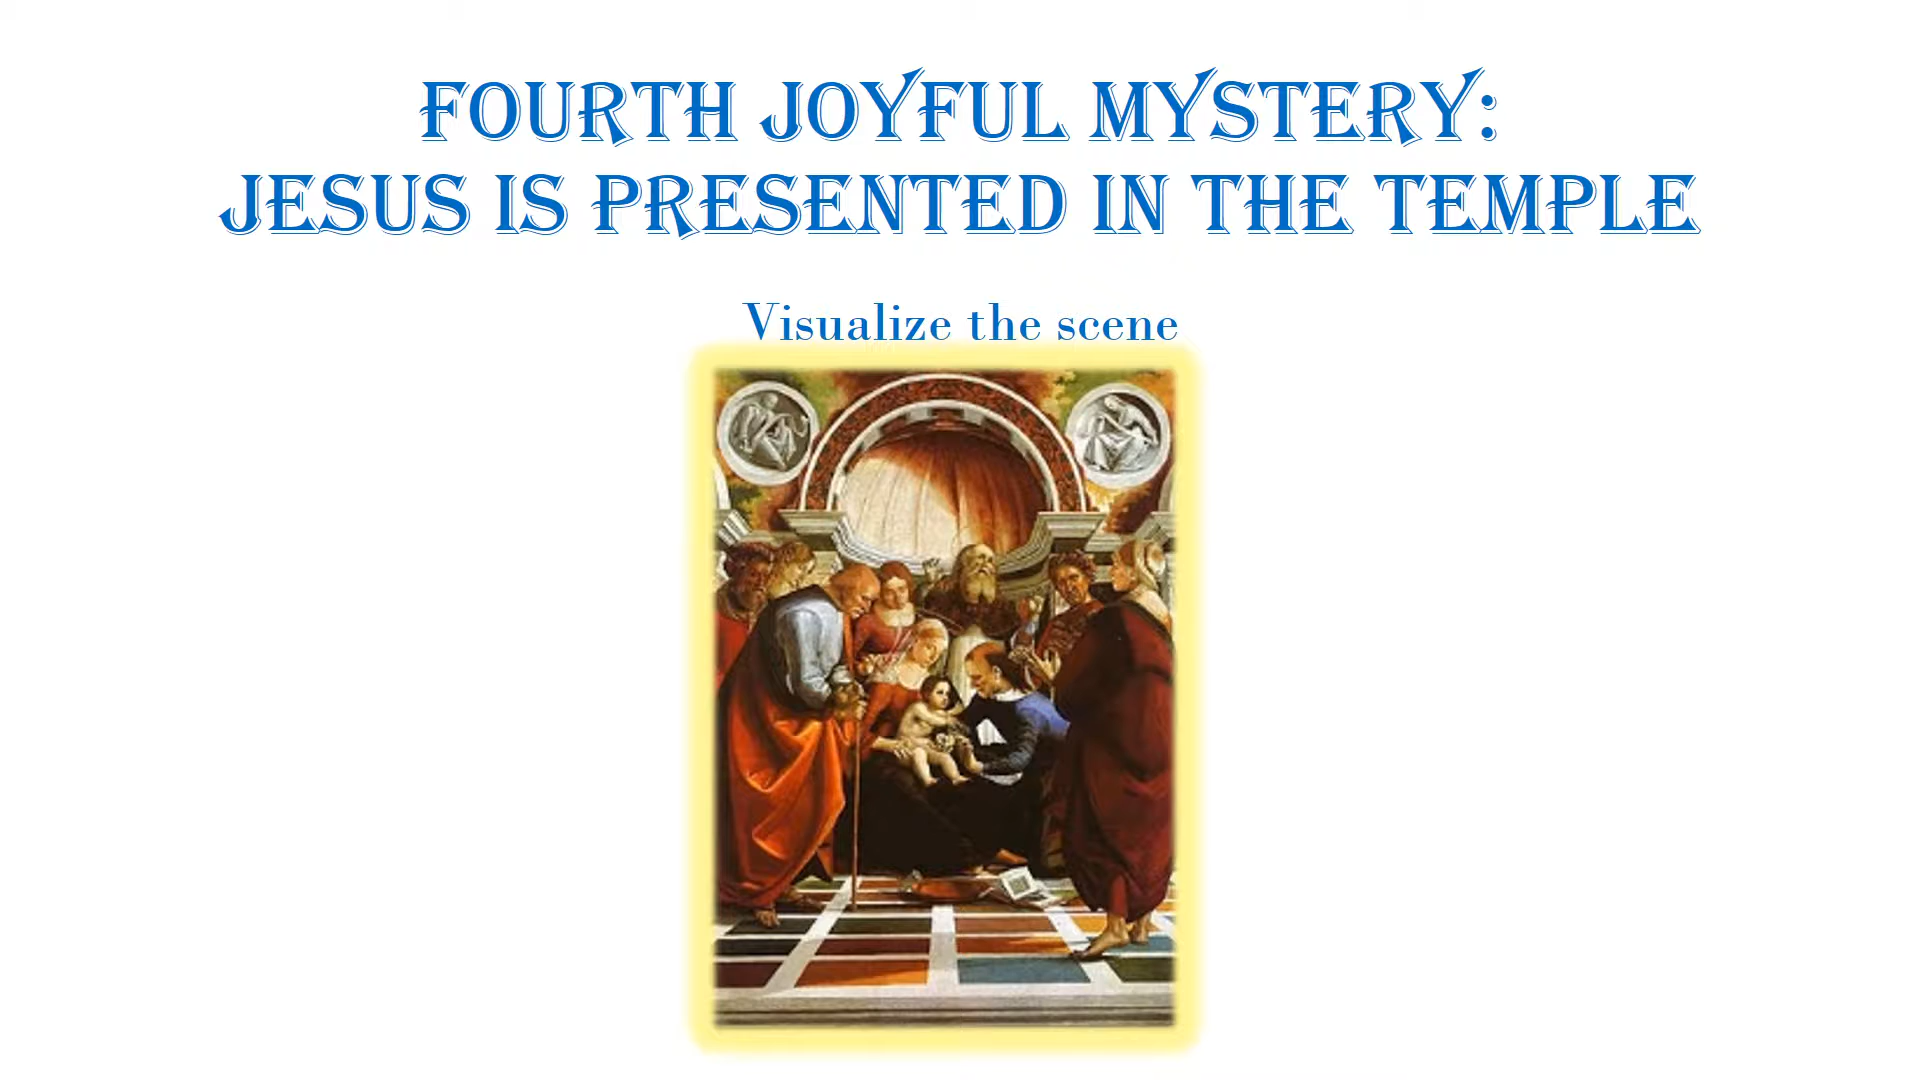 FOURTH JOYFUL MYSTERY:
JESUS IS PRESENTED IN THE TEMPLE
Visualize the scene